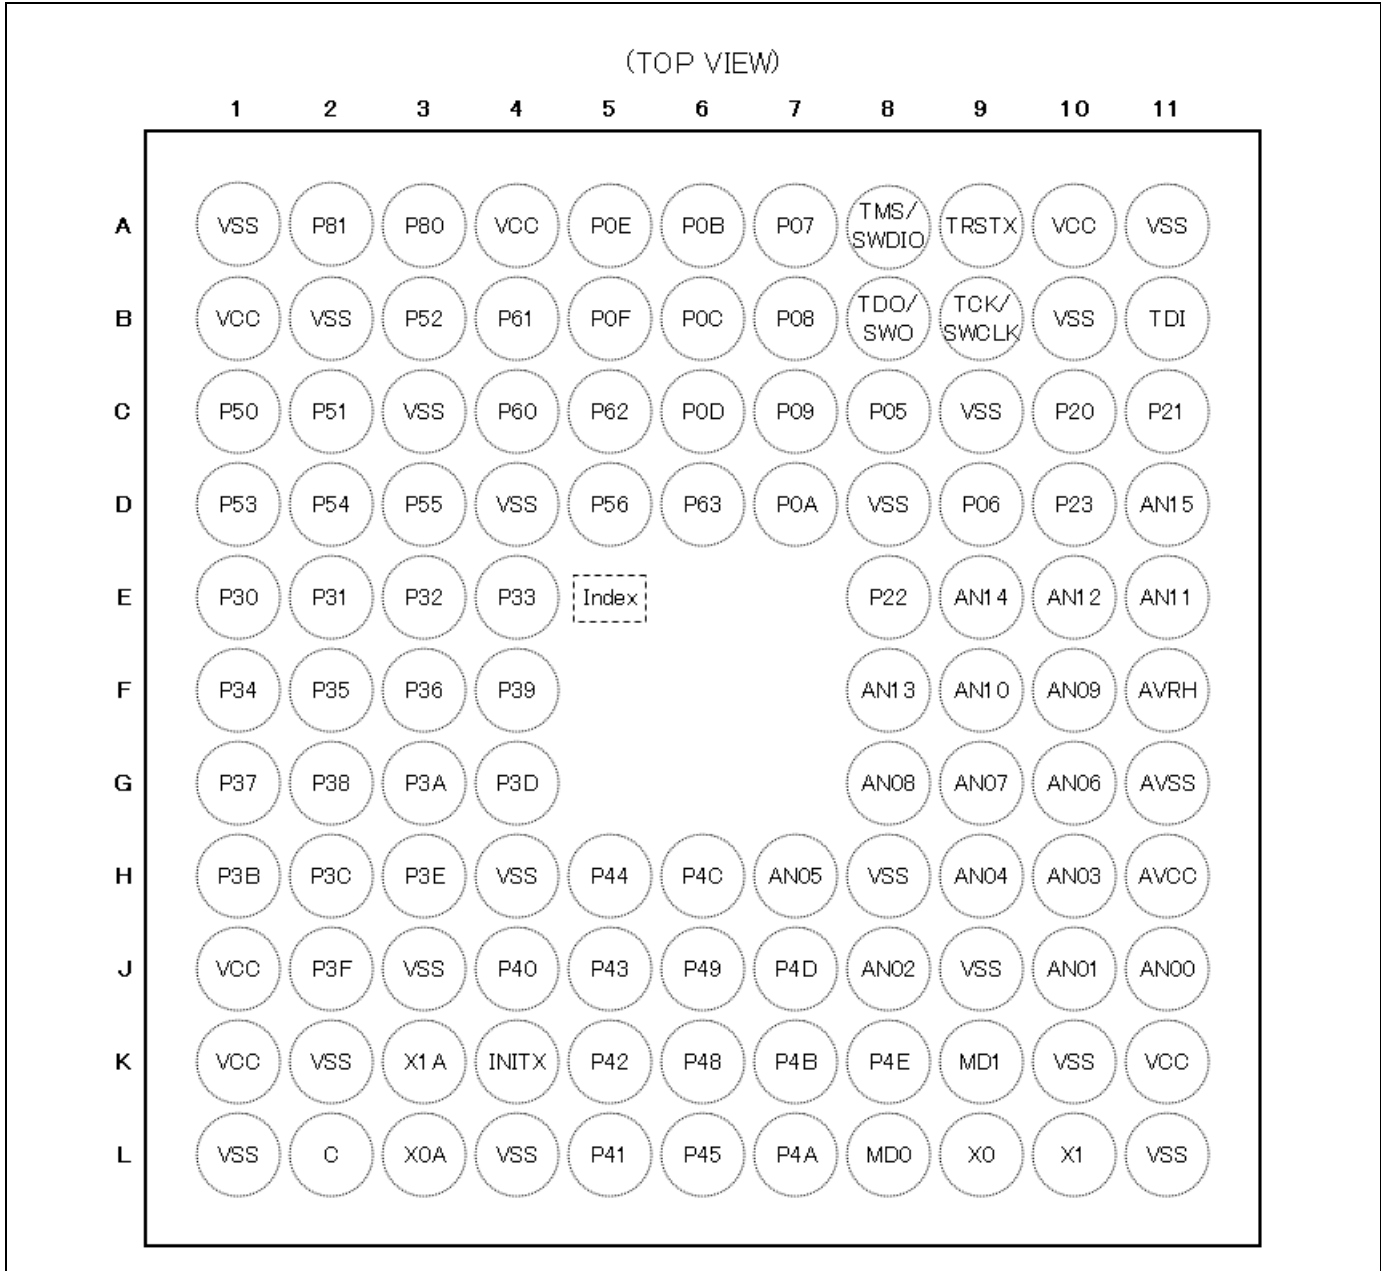 (TOP VIEW)
1 2 3 4 5 6 7 8 9 10 11
A VSS P81 P80 VCC P0E P0B P07 TMS/SWDIO TRSTX VCC VSS
B VCC VSS P52 P61 P0F P0C P08 TDO/SWO TCK/SWCLK VSS TDI
C P50 P51 VSS P60 P62 P0D P09 P05 VSS P20 P21
D P53 P54 P55 VSS P56 P63 P0A VSS P06 P23 AN15
E P30 P31 P32 P33 Index P22 AN14 AN12 AN11
F P34 P35 P36 P39 AN13 AN10 AN09 AVRH
G P37 P38 P3A P3D AN08 AN07 AN06 AVSS
H P3B P3C P3E VSS P44 P4C AN05 VSS AN04 AN03 AVCC
J VCC P3F VSS P40 P43 P49 P4D AN02 VSS AN01 AN00
K VCC VSS X1A INITX P42 P48 P4B P4E MD1 VSS VCC
L VSS C X0A VSS P41 P45 P4A MD0 X0 X1 VSS